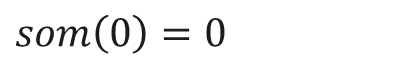 som(0) = 0